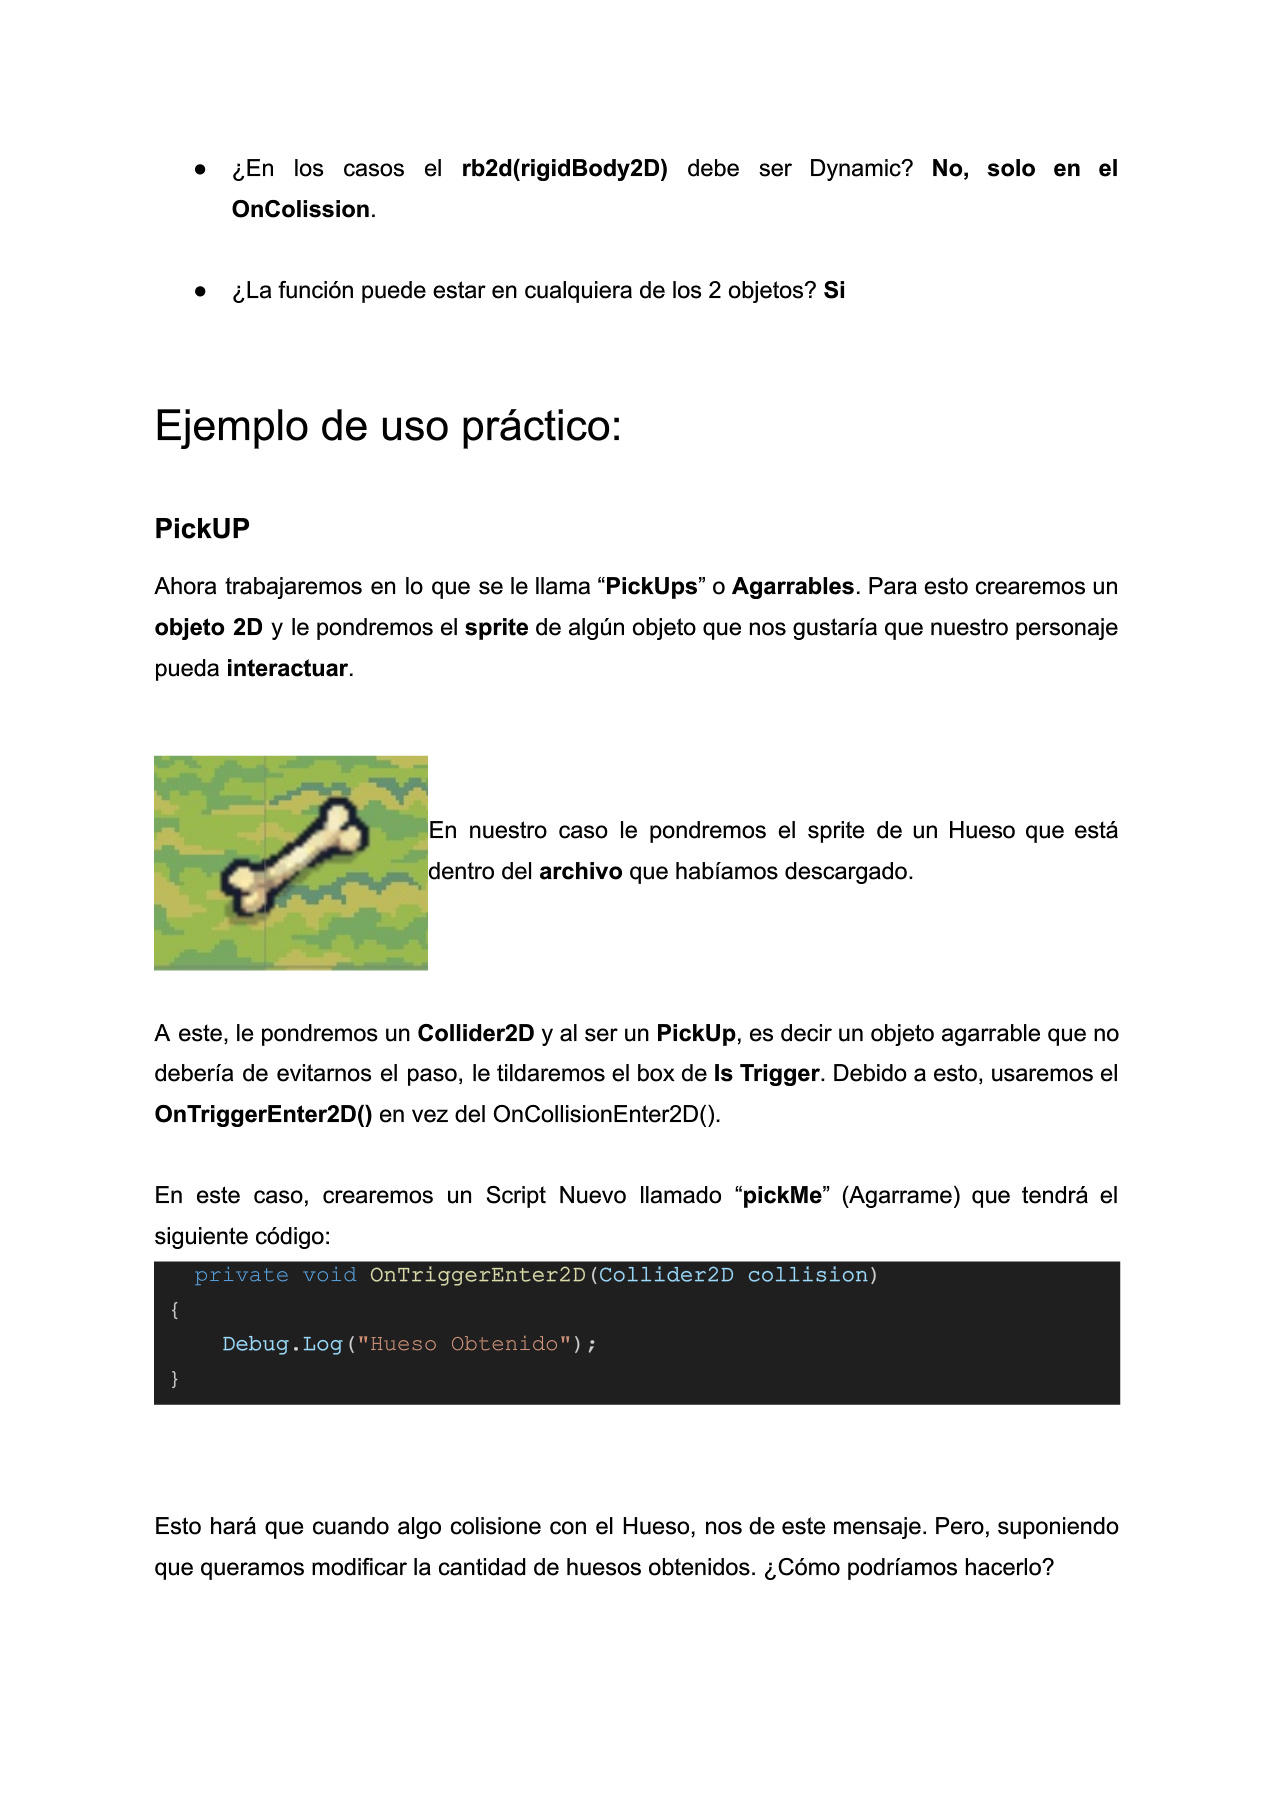 ● ¿En los casos el rb2d(rigidBody2D) debe ser Dynamic? No, solo en el
OnColission.
● ¿La función puede estar en cualquiera de los 2 objetos? Si
Ejemplo de uso práctico:
PickUP
Ahora trabajaremos en lo que se le llama “PickUps” o Agarrables. Para esto crearemos un
objeto 2D y le pondremos el sprite de algún objeto que nos gustaría que nuestro personaje
pueda interactuar.
En nuestro caso le pondremos el sprite de un Hueso que está
dentro del archivo que habíamos descargado.
A este, le pondremos un Collider2D y al ser un PickUp, es decir un objeto agarrable que no
debería de evitarnos el paso, le tildaremos el box de Is Trigger. Debido a esto, usaremos el
OnTriggerEnter2D() en vez del OnCollisionEnter2D().
En este caso, crearemos un Script Nuevo llamado “pickMe” (Agarrame) que tendrá el
siguiente código:
private void OnTriggerEnter2D(Collider2D collision)
{
Debug.Log("Hueso Obtenido");
}
Esto hará que cuando algo colisione con el Hueso, nos de este mensaje. Pero, suponiendo
que queramos modificar la cantidad de huesos obtenidos. ¿Cómo podríamos hacerlo?